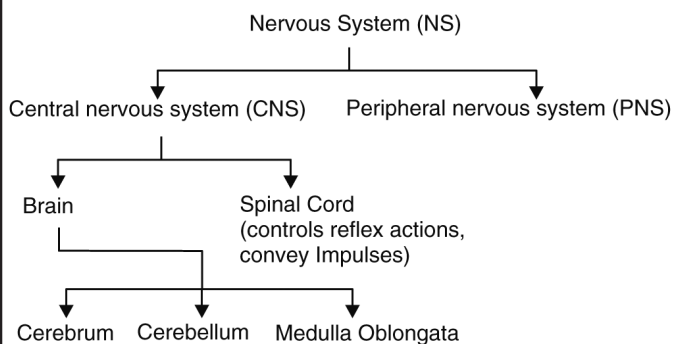 Nervous System (NS)
Central nervous system (CNS)
Peripheral nervous system (PNS)
Brain
Spinal Cord
(controls reflex actions,
convey Impulses)
Cerebrum
Cerebellum
Medulla Oblongata